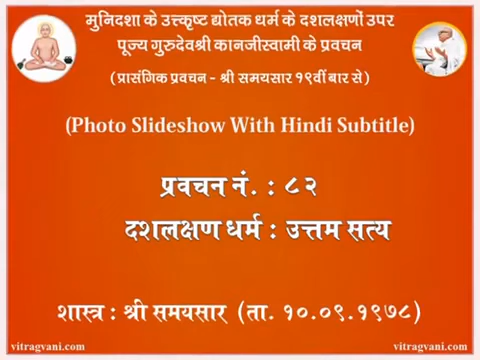 मुनिदशा के उत्कृष्ट द्योतक धर्म के दशलक्षणों उपर
पूज्य गुरुदेवश्री कानजीस्वामी के प्रवचन
( प्रासंगिक प्रवचन - श्री समयसार १९वीं बार से )
(Photo Slideshow With Hindi Subtitle)
प्रवचन नं. : ८२
दशलक्षण धर्म : उत्तम सत्य
शास्त्र : श्री समयसार (ता. १०.०९.१९७८)
vitragvani.com vitragvani.com